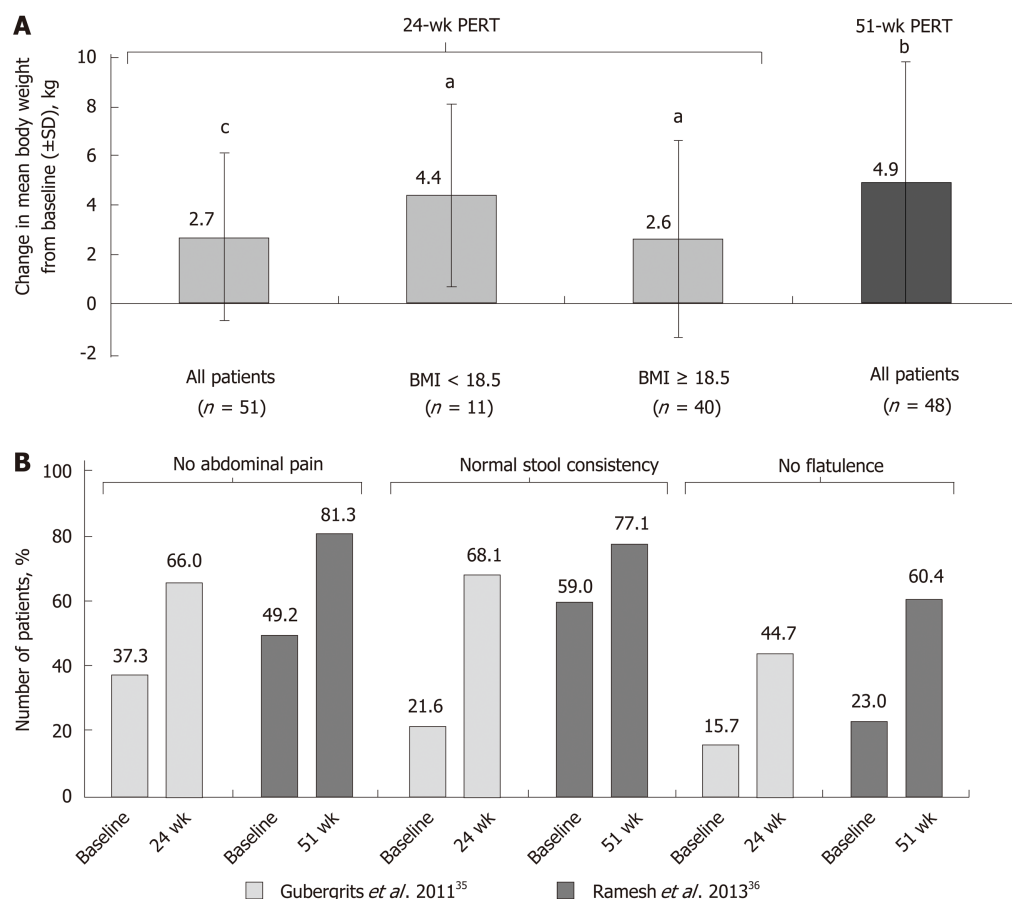 A
24-wk PERT
51-wk PERT
Change in mean body weight
from baseline (±SD), kg
10
8
6
4
2
0
-2
c
2.7
a
4.4
a
2.6
b
4.9
All patients
(n = 51)
BMI < 18.5
(n = 11)
BMI ≥ 18.5
(n = 40)
All patients
(n = 48)
B
Number of patients, %
100
80
60
40
20
0
No abdominal pain
Normal stool consistency
No flatulence
37.3
66.0
49.2
81.3
21.6
68.1
59.0
77.1
15.7
44.7
23.0
60.4
Baseline
24 wk
Baseline
51 wk
Baseline
24 wk
Baseline
51 wk
Baseline
24 wk
Baseline
51 wk
Gubergrits et al. 2011³⁵
Ramesh et al. 2013³⁶